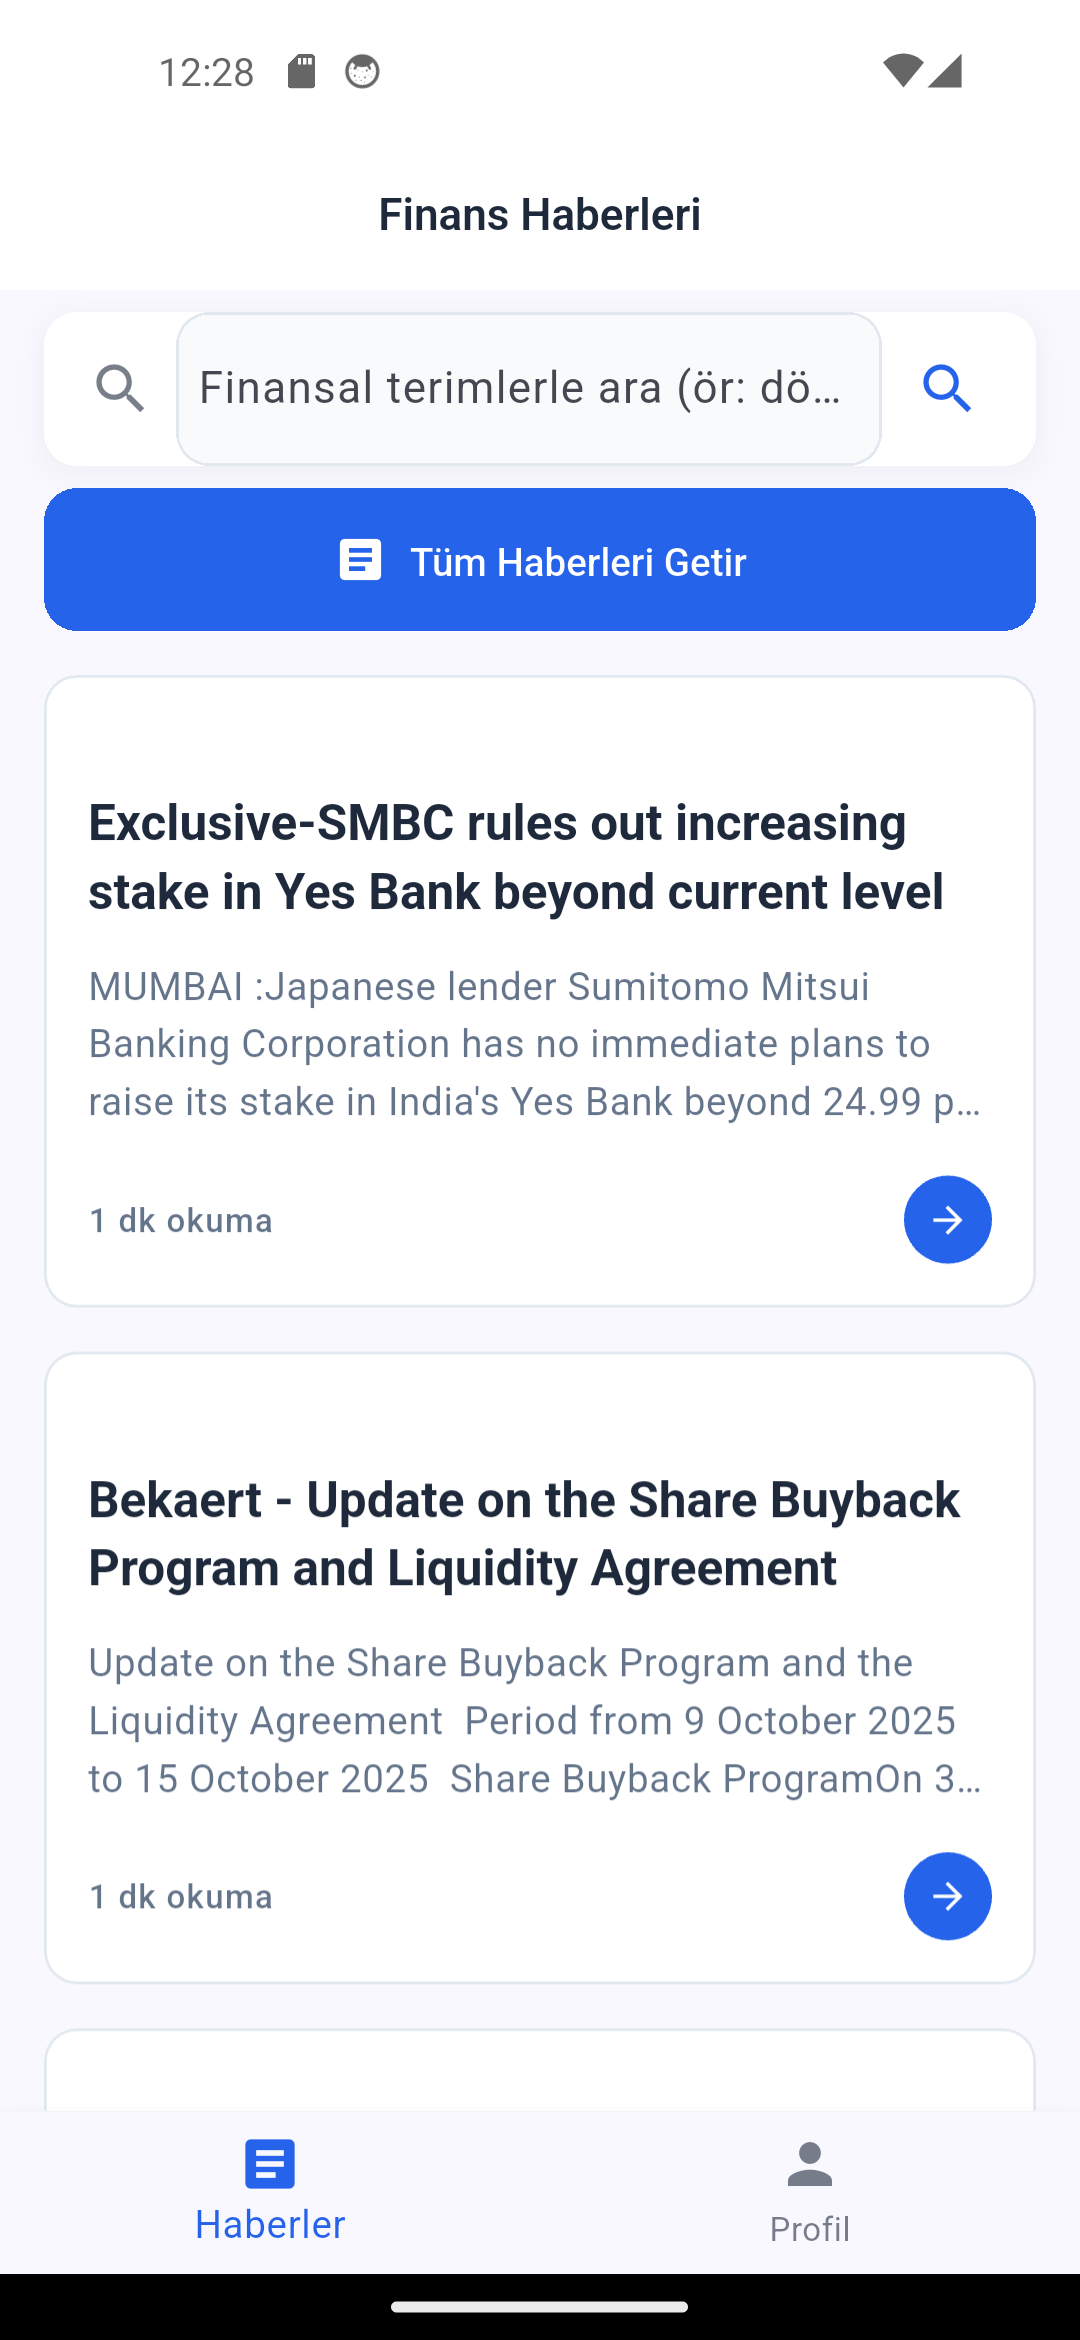 12:28
Finans Haberleri
Finansal terimlerle ara (ör: dö...
Tüm Haberleri Getir
Exclusive-SMBC rules out increasing
stake in Yes Bank beyond current level
MUMBAI :Japanese lender Sumitomo Mitsui
Banking Corporation has no immediate plans to
raise its stake in India's Yes Bank beyond 24.99 p...
1 dk okuma
Bekaert - Update on the Share Buyback
Program and Liquidity Agreement
Update on the Share Buyback Program and the
Liquidity Agreement  Period from 9 October 2025
to 15 October 2025  Share Buyback ProgramOn 3...
1 dk okuma
Haberler
Profil